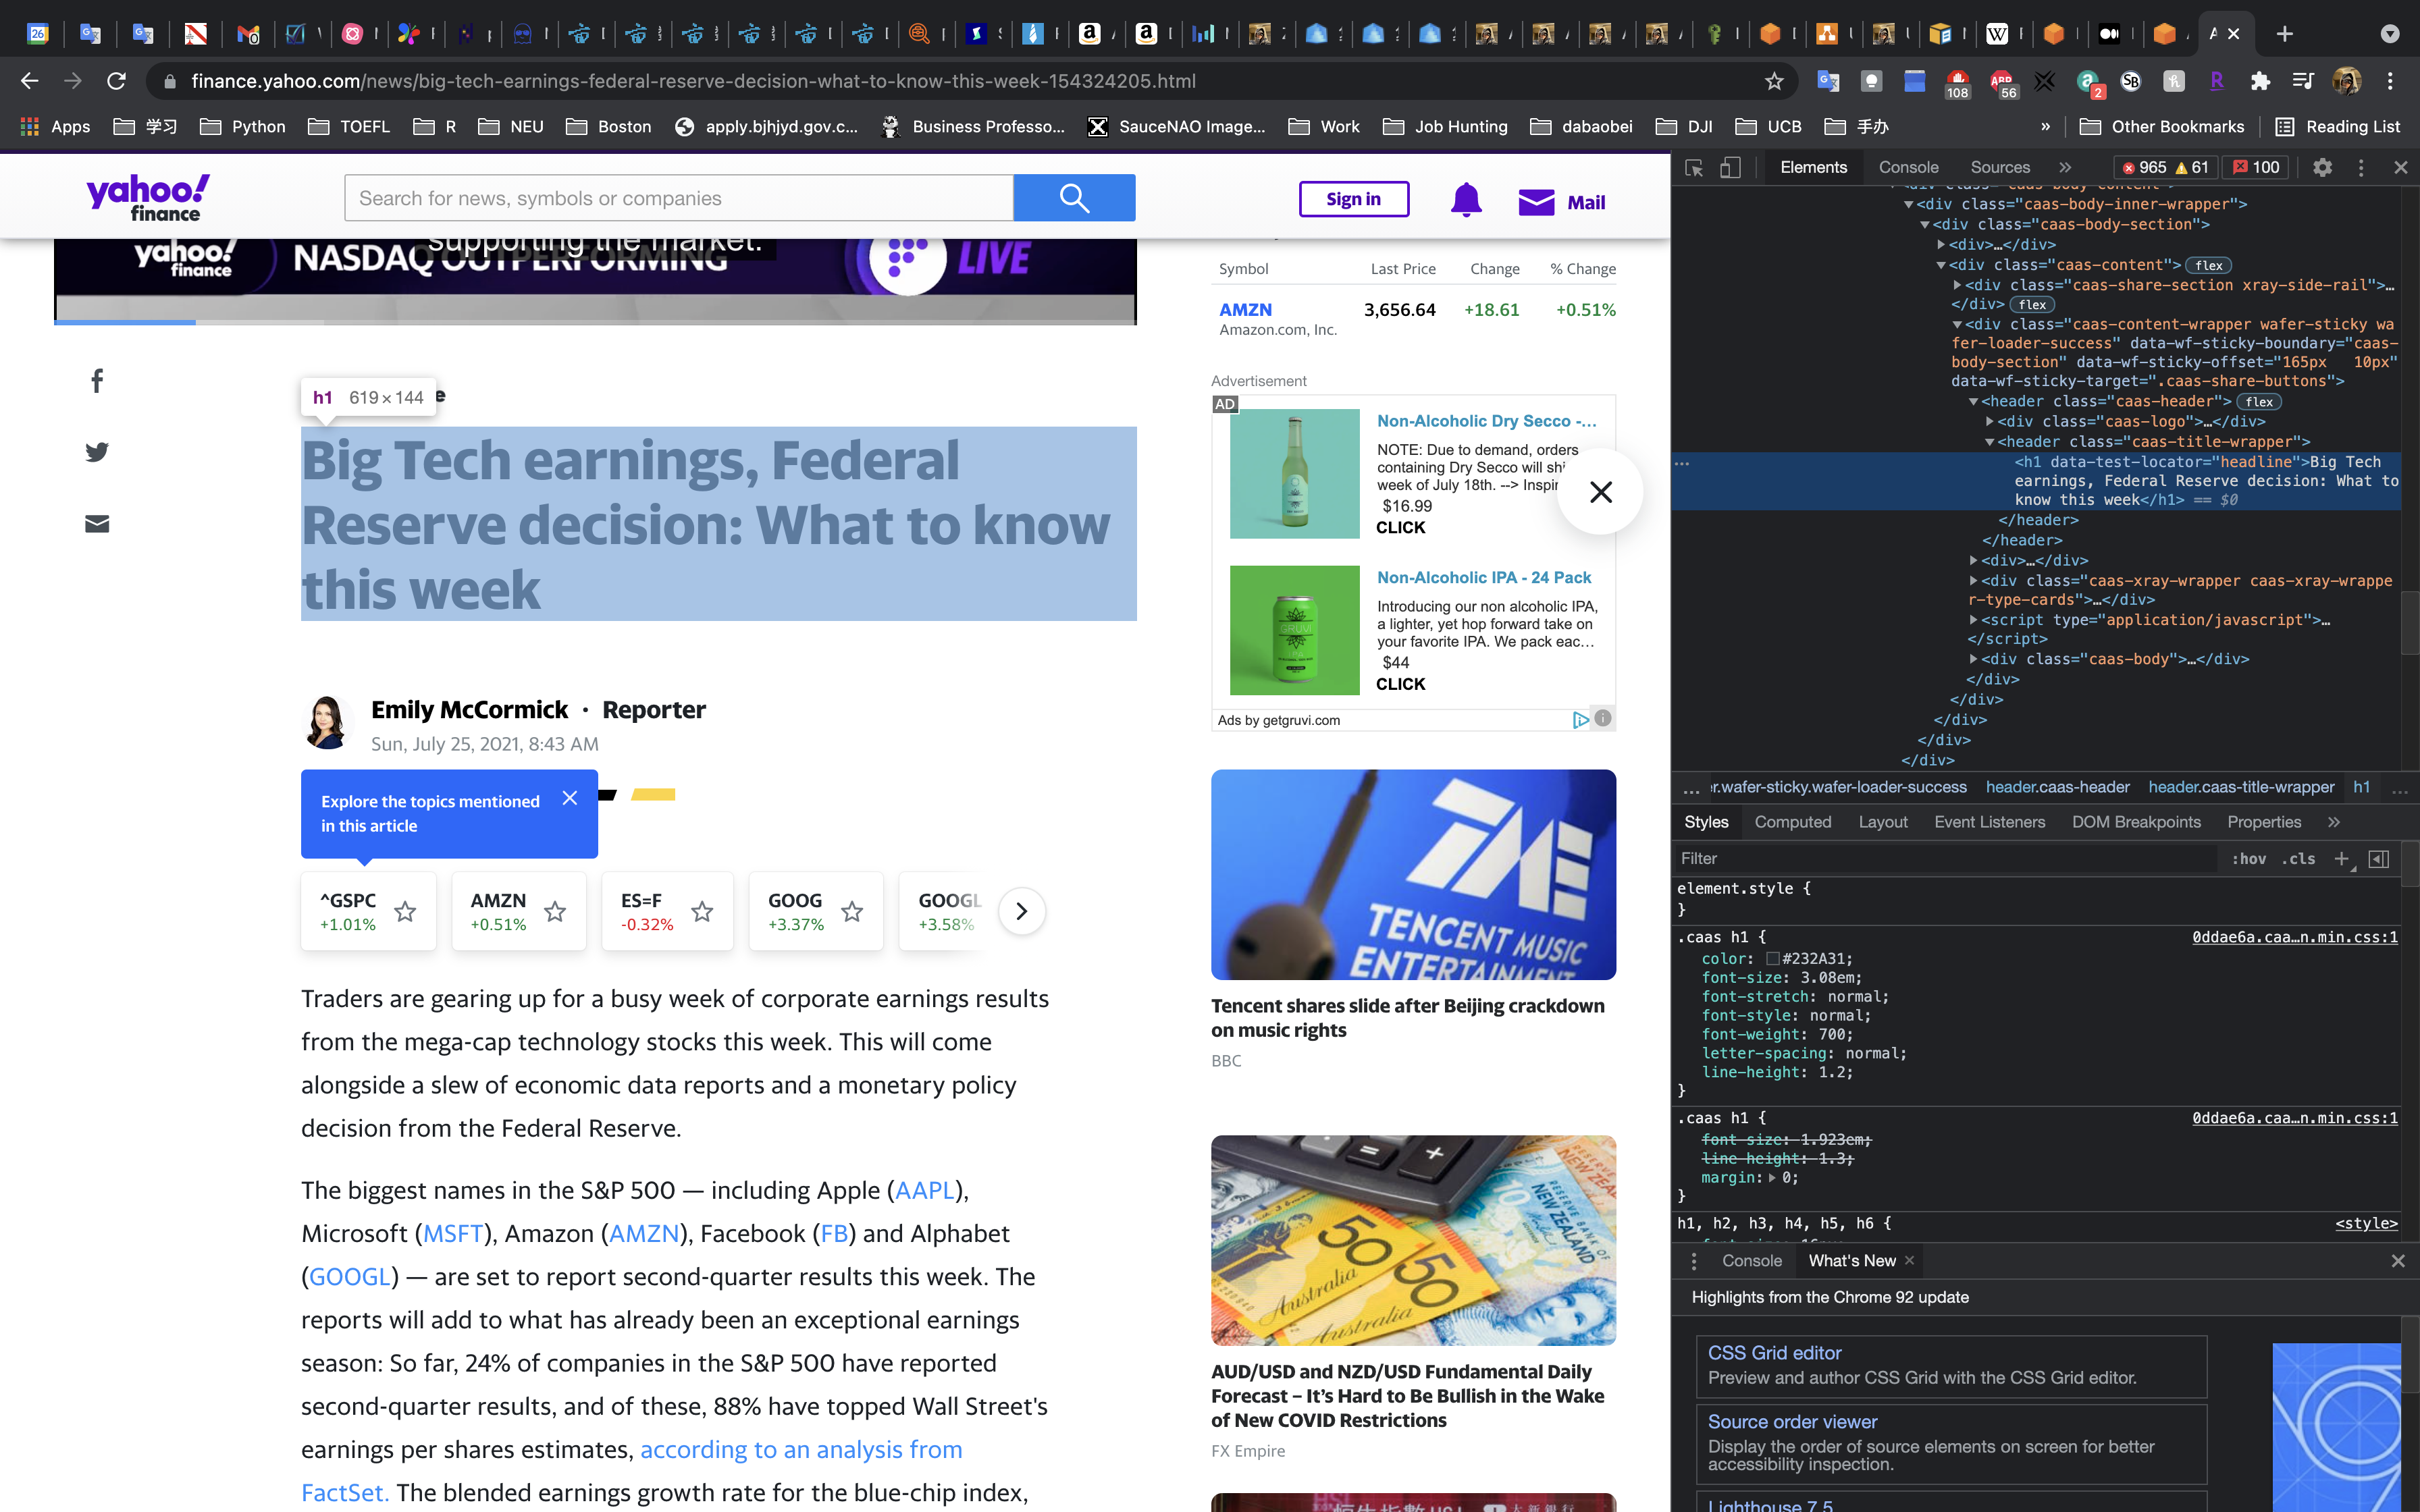 finance.yahoo.com/news/big-tech-earnings-federal-reserve-decision-what-to-know-this-week-154324205.html
108
56
2
Apps
学习
Python
TOEFL
R
NEU
Boston
apply.bjhjyd.gov.c...
Business Professo...
SauceNAO Image...
Work
Job Hunting
dabaobei
DJI
UCB
手办
»
Other Bookmarks
Reading List
yahoo!
finance
Search for news, symbols or companies
Sign in
Mail
yahoo!
finance
supporting the market.
NASDAQ OUTPERFORMING
LIVE
h1 619 × 144
Big Tech earnings, Federal
Reserve decision: What to know
this week
Emily McCormick · Reporter
Sun, July 25, 2021, 8:43 AM
Explore the topics mentioned
in this article
^GSPC
+1.01%
AMZN
+0.51%
ES=F
-0.32%
GOOG
+3.37%
GOOGL
+3.58%
Traders are gearing up for a busy week of corporate earnings results
from the mega-cap technology stocks this week. This will come
alongside a slew of economic data reports and a monetary policy
decision from the Federal Reserve.
The biggest names in the S&P 500 — including Apple (AAPL),
Microsoft (MSFT), Amazon (AMZN), Facebook (FB) and Alphabet
(GOOGL) — are set to report second-quarter results this week. The
reports will add to what has already been an exceptional earnings
season: So far, 24% of companies in the S&P 500 have reported
second-quarter results, and of these, 88% have topped Wall Street's
earnings per shares estimates, according to an analysis from
FactSet. The blended earnings growth rate for the blue-chip index,
Symbol Last Price Change % Change
AMZN 3,656.64 +18.61 +0.51%
Amazon.com, Inc.
Advertisement
AD
Non-Alcoholic Dry Secco -...
NOTE: Due to demand, orders
containing Dry Secco will shi
week of July 18th. --> Inspir
$16.99
CLICK
Non-Alcoholic IPA - 24 Pack
Introducing our non alcoholic IPA,
a lighter, yet hop forward take on
your favorite IPA. We pack eac...
$44
CLICK
Ads by getgruvi.com
TME
TENCENT MUSIC
ENTERTAINMENT
Tencent shares slide after Beijing crackdown
on music rights
BBC
AUD/USD and NZD/USD Fundamental Daily
Forecast – It's Hard to Be Bullish in the Wake
of New COVID Restrictions
FX Empire
Elements
Console
Sources
»
965
61
100
<div class="caas-body-inner-wrapper">
<div class="caas-body-section">
<div>…</div>
<div class="caas-content"> flex
<div class="caas-share-section xray-side-rail">…
</div> flex
<div class="caas-content-wrapper wafer-sticky wa
fer-loader-success" data-wf-sticky-boundary="caas-
body-section" data-wf-sticky-offset="165px 10px"
data-wf-sticky-target=".caas-share-buttons">
<header class="caas-header"> flex
<div class="caas-logo">…</div>
<header class="caas-title-wrapper">
<h1 data-test-locator="headline">Big Tech
earnings, Federal Reserve decision: What to
know this week</h1> == $0
</header>
</header>
<div>…</div>
<div class="caas-xray-wrapper caas-xray-wrappe
r-type-cards">…</div>
<script type="application/javascript">…
</script>
<div class="caas-body">…</div>
</div>
</div>
</div>
</div>
</div>
... er.wafer-sticky.wafer-loader-success header.caas-header header.caas-title-wrapper h1 ...
Styles Computed Layout Event Listeners DOM Breakpoints Properties »
Filter :hov .cls +
element.style {
}
.caas h1 { 0ddae6a.caa…n.min.css:1
color: #232A31;
font-size: 3.08em;
font-stretch: normal;
font-style: normal;
font-weight: 700;
letter-spacing: normal;
line-height: 1.2;
}
.caas h1 { 0ddae6a.caa…n.min.css:1
font-size: 1.923em;
line-height: 1.3;
margin: 0;
}
h1, h2, h3, h4, h5, h6 { <style>
Console What's New
Highlights from the Chrome 92 update
CSS Grid editor
Preview and author CSS Grid with the CSS Grid editor.
Source order viewer
Display the order of source elements on screen for better
accessibility inspection.
Lighthouse 7.5